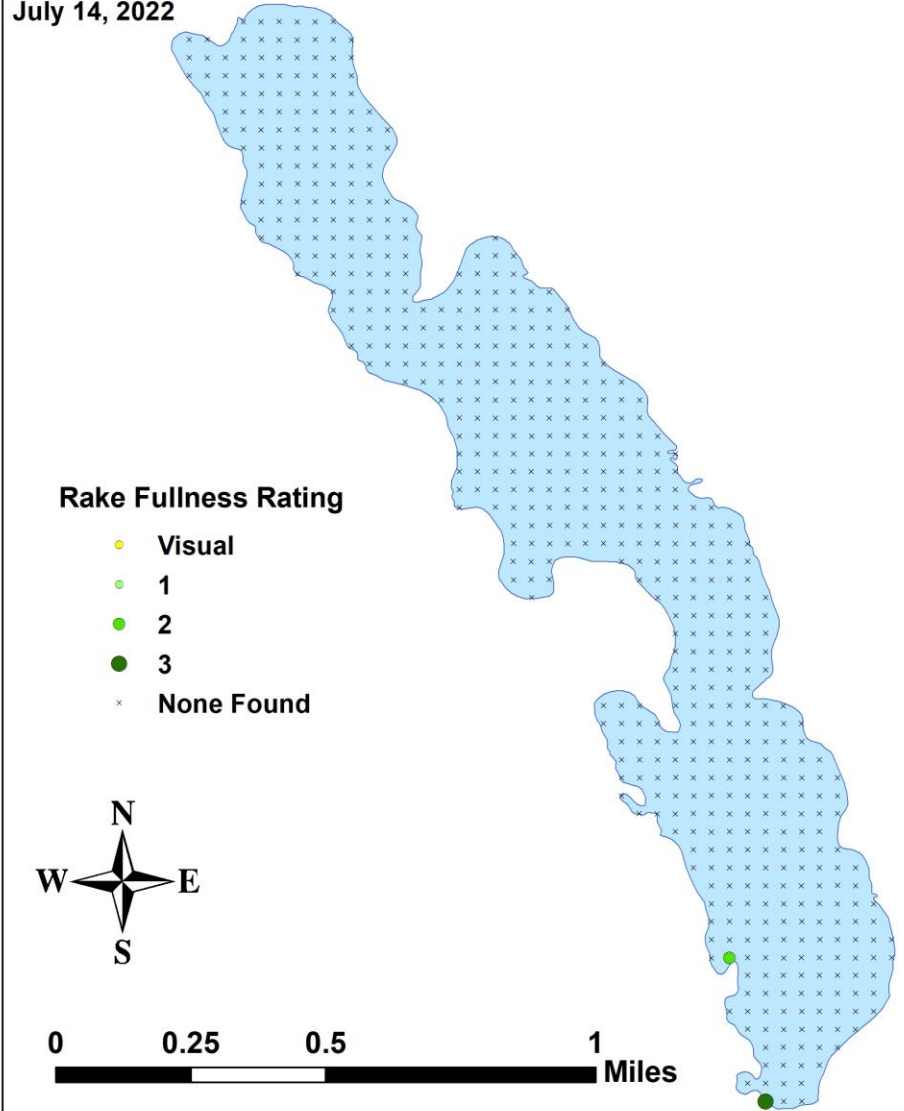 July 14, 2022
Rake Fullness Rating
Visual
1
2
3
None Found
N
W E
S
0 0.25 0.5 1
Miles